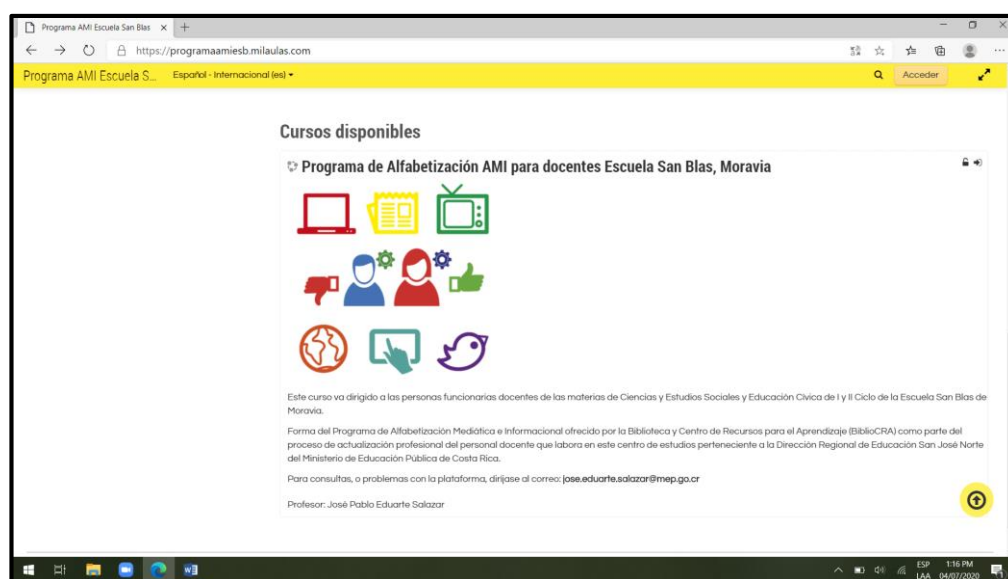 Programa AMI Escuela San Blas
https://programaamiesb.milaulas.com
Programa AMI Escuela S... Español - Internacional (es) Acceder
Cursos disponibles
Programa de Alfabetización AMI para docentes Escuela San Blas, Moravia
Este curso va dirigido a las personas funcionarias docentes de las materias de Ciencias y Estudios Sociales y Educación Cívica de I y II Ciclo de la Escuela San Blas de
Moravia.
Forma del Programa de Alfabetización Mediática e Informacional ofrecido por la Biblioteca y Centro de Recursos para el Aprendizaje (BiblioCRA) como parte del
proceso de actualización profesional del personal docente que labora en este centro de estudios perteneciente a la Dirección Regional de Educación San José Norte
del Ministerio de Educación Pública de Costa Rica.
Para consultas, o problemas con la plataforma, diríjase al correo: jose.eduarte.salazar@mep.go.cr
Profesor: José Pablo Eduarte Salazar
ESP 1:16 PM
LAA 04/07/2020